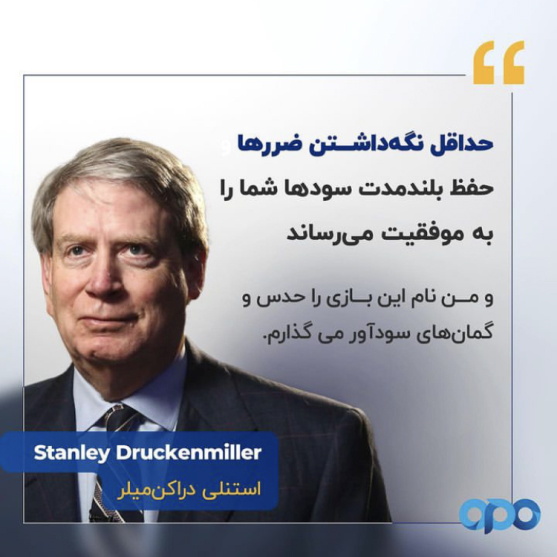 حداقل نگه‌داشتن ضررها و
حفظ بلندمدت سودها شما را
به موفقیت می‌رساند
و من نام این بازی را حدس و
گمان‌های سودآور می گذارم.
Stanley Druckenmiller
استنلی دراکن‌میلر
apo